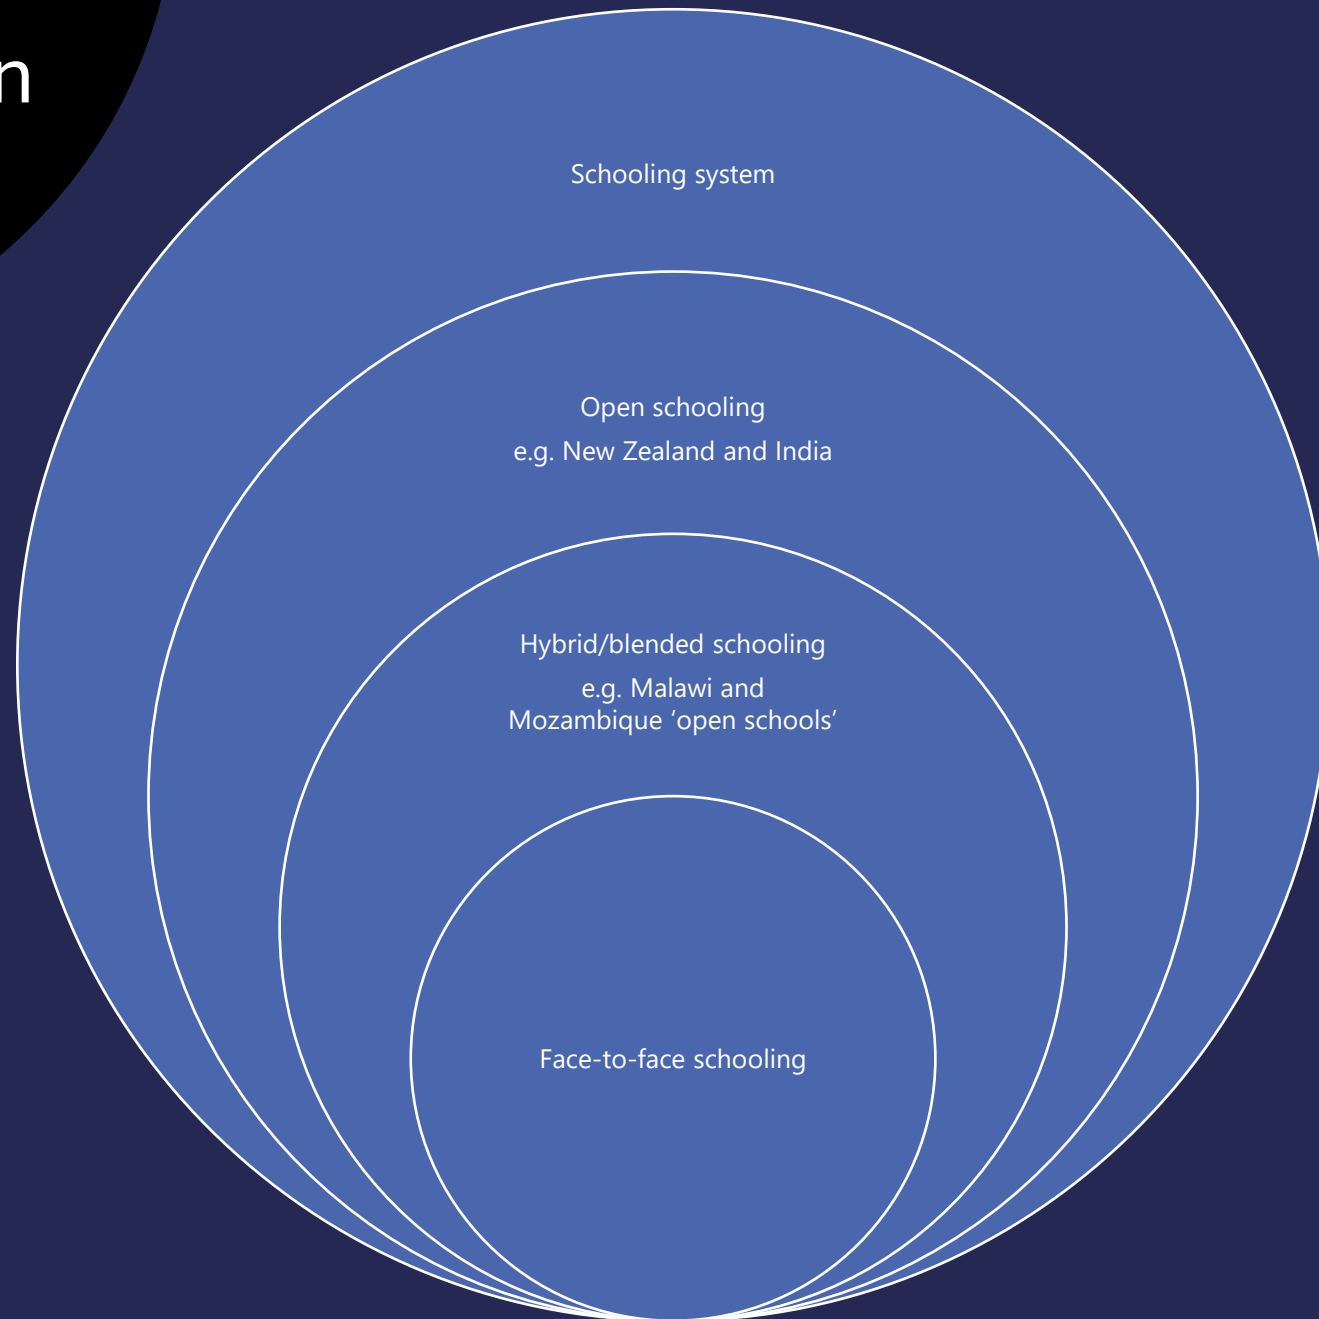 n
Schooling system
Open schooling
e.g. New Zealand and India
Hybrid/blended schooling
e.g. Malawi and
Mozambique ‘open schools’
Face-to-face schooling